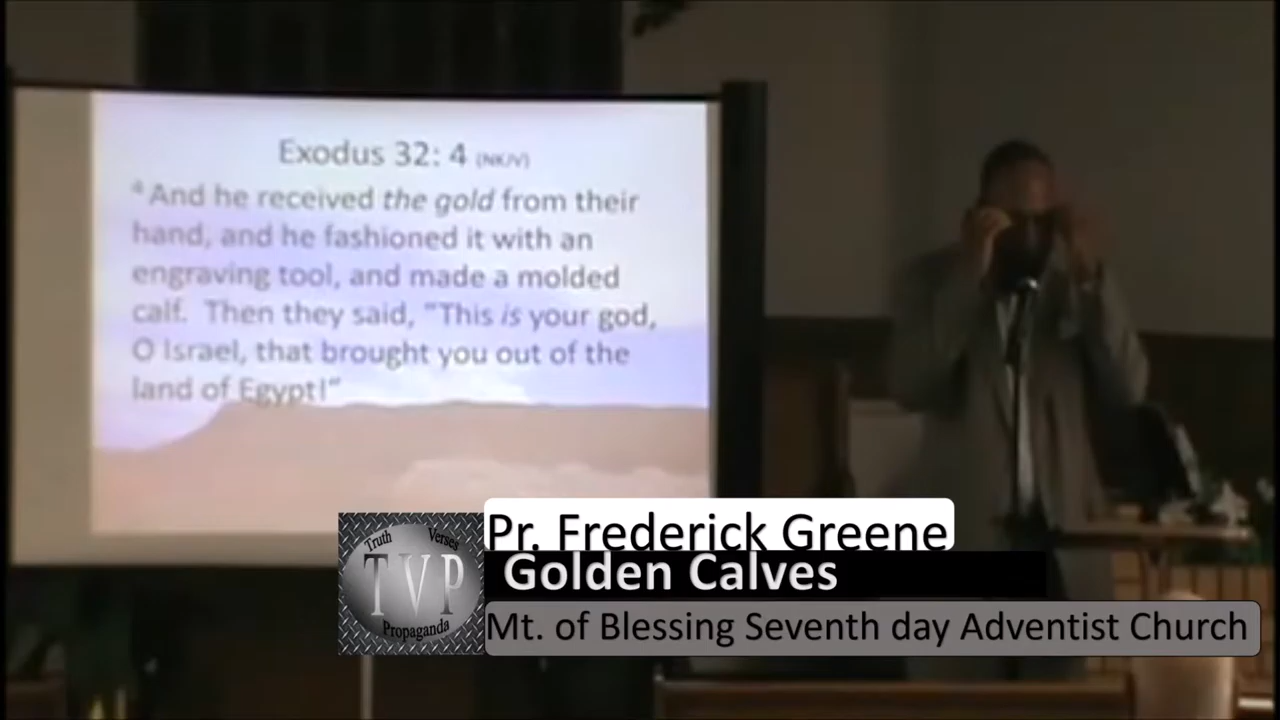 Exodus 32: 4 (NKJV)
⁴ And he received the gold from their
hand, and he fashioned it with an
engraving tool, and made a molded
calf. Then they said, "This is your god,
O Israel, that brought you out of the
land of Egypt!"
Pr. Frederick Greene
Golden Calves
Mt. of Blessing Seventh day Adventist Church
Truth Verses
TVP
Propaganda